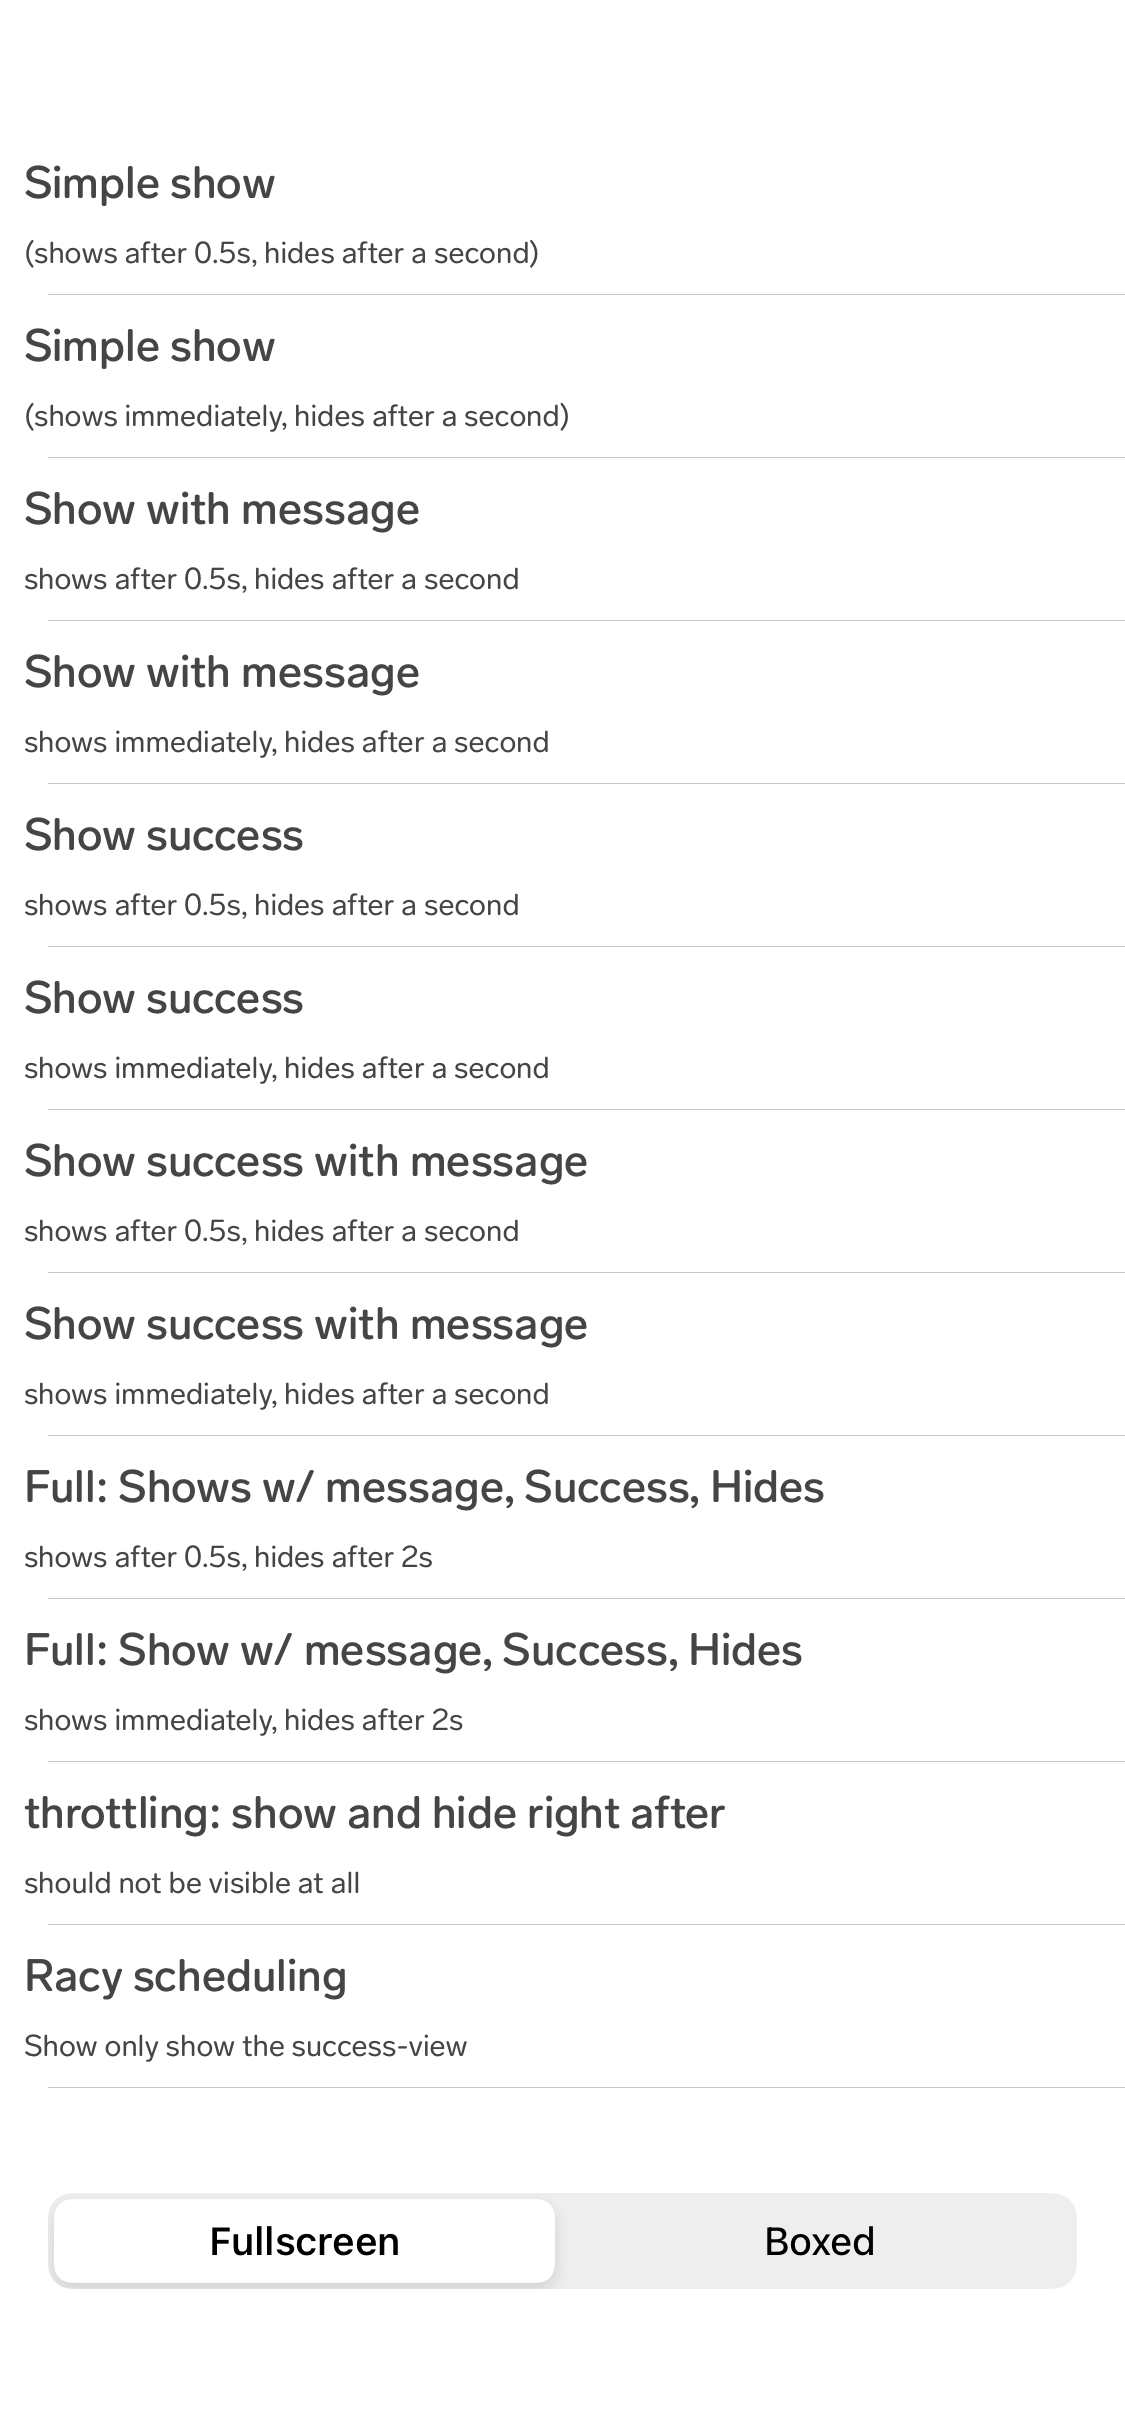 Simple show
(shows after 0.5s, hides after a second)
Simple show
(shows immediately, hides after a second)
Show with message
shows after 0.5s, hides after a second
Show with message
shows immediately, hides after a second
Show success
shows after 0.5s, hides after a second
Show success
shows immediately, hides after a second
Show success with message
shows after 0.5s, hides after a second
Show success with message
shows immediately, hides after a second
Full: Shows w/ message, Success, Hides
shows after 0.5s, hides after 2s
Full: Show w/ message, Success, Hides
shows immediately, hides after 2s
throttling: show and hide right after
should not be visible at all
Racy scheduling
Show only show the success-view
Fullscreen
Boxed